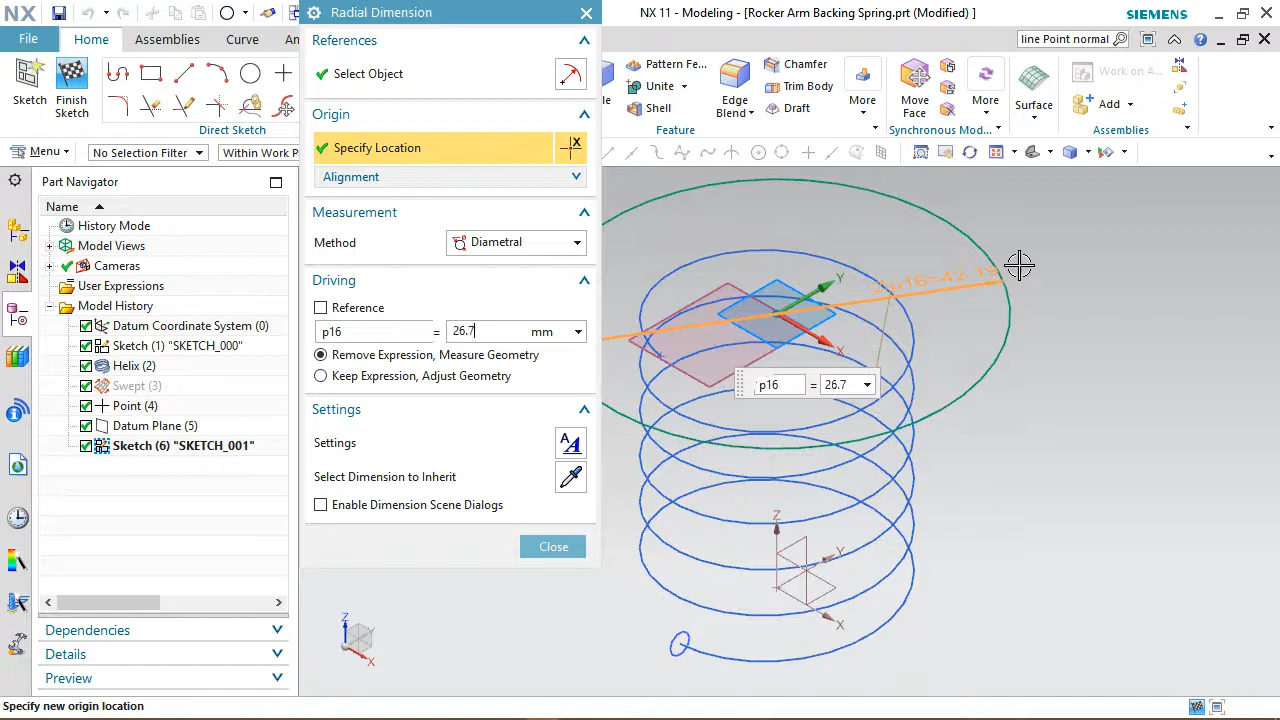 NX
Radial Dimension
NX 11 - Modeling - [Rocker Arm Backing Spring.prt (Modified) ]
SIEMENS
File
Home
Assemblies
Curve
An
line Point normal
Sketch
Finish
Sketch
Direct Sketch
Pattern Fe...
Unite
Shell
Edge
Blend
Chamfer
Trim Body
Draft
More
Feature
Move
Face
More
Synchronous Mod...
Surface
Work on A...
Add
Assemblies
Menu
No Selection Filter
Within Work P
Part Navigator
Name
History Mode
Model Views
Cameras
User Expressions
Model History
Datum Coordinate System (0)
Sketch (1) "SKETCH_000"
Helix (2)
Swept (3)
Point (4)
Datum Plane (5)
Sketch (6) "SKETCH_001"
Dependencies
Details
Preview
References
Select Object
Origin
Specify Location
Alignment
Measurement
Method
Diametral
Driving
Reference
p16
=
26.7
mm
Remove Expression, Measure Geometry
Keep Expression, Adjust Geometry
Settings
Settings
Select Dimension to Inherit
Enable Dimension Scene Dialogs
Close
Y
X
p16 = 26.7
Z
Y
X
Z
Y
X
Specify new origin location